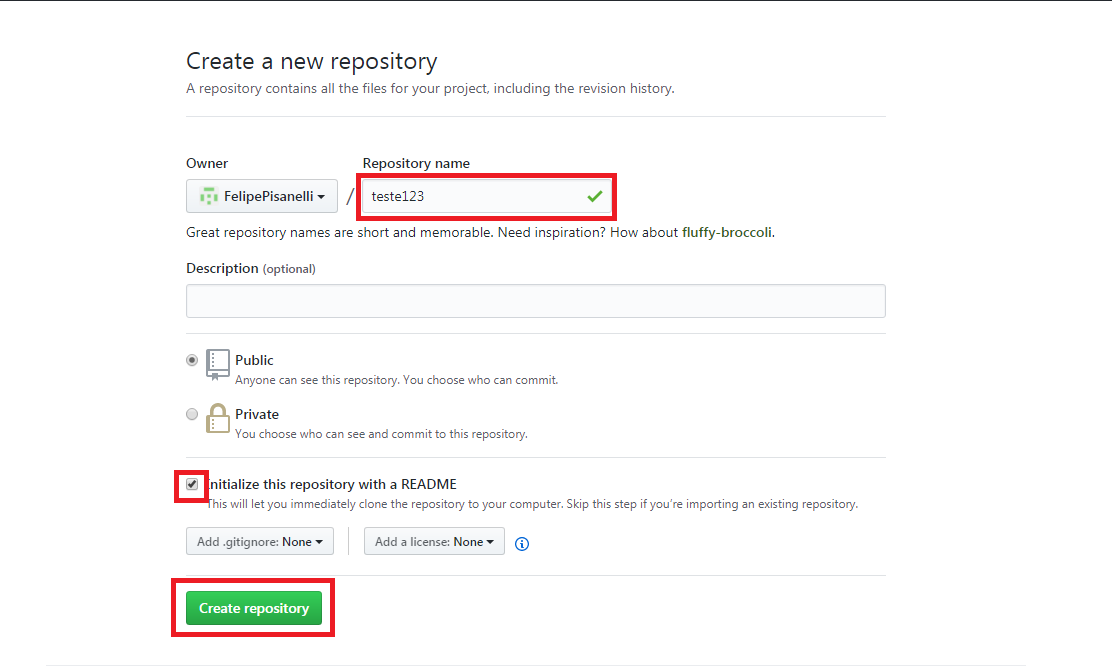 Create a new repository
A repository contains all the files for your project, including the revision history.
Owner
Repository name
FelipePisanelli
/
teste123
Great repository names are short and memorable. Need inspiration? How about fluffy-broccoli.
Description (optional)
Public
Anyone can see this repository. You choose who can commit.
Private
You choose who can see and commit to this repository.
Initialize this repository with a README
This will let you immediately clone the repository to your computer. Skip this step if you're importing an existing repository.
Add .gitignore: None
Add a license: None
Create repository